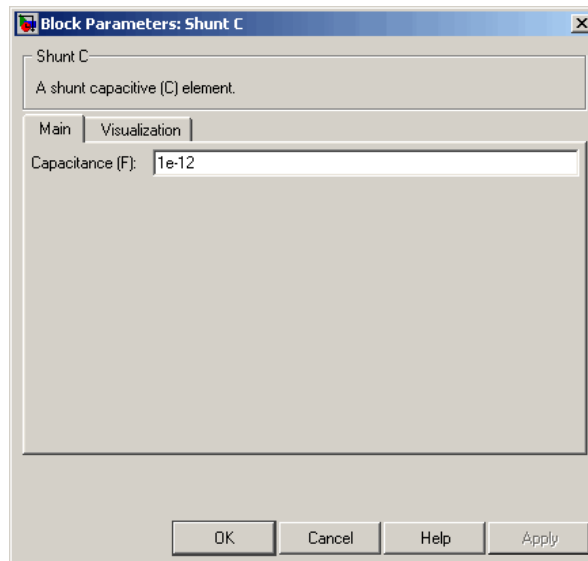 Block Parameters: Shunt C
Shunt C
A shunt capacitive (C) element.
Main Visualization
Capacitance (F): 1e-12
OK Cancel Help Apply